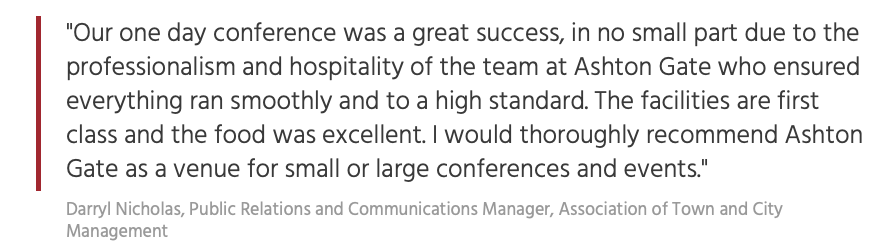 "Our one day conference was a great success, in no small part due to the
professionalism and hospitality of the team at Ashton Gate who ensured
everything ran smoothly and to a high standard. The facilities are first
class and the food was excellent. I would thoroughly recommend Ashton
Gate as a venue for small or large conferences and events."
Darryl Nicholas, Public Relations and Communications Manager, Association of Town and City
Management